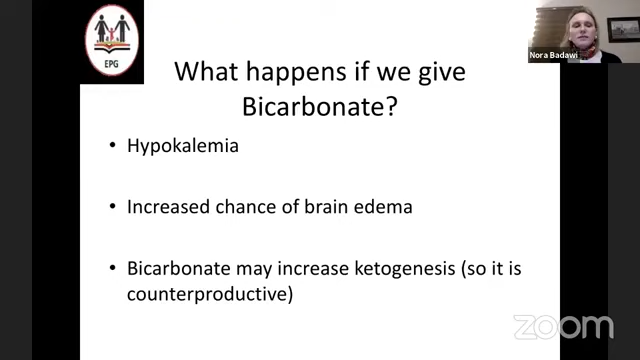 EPG
Nora Badawi
What happens if we give
Bicarbonate?
• Hypokalemia
• Increased chance of brain edema
• Bicarbonate may increase ketogenesis (so it is
counterproductive)
zoom